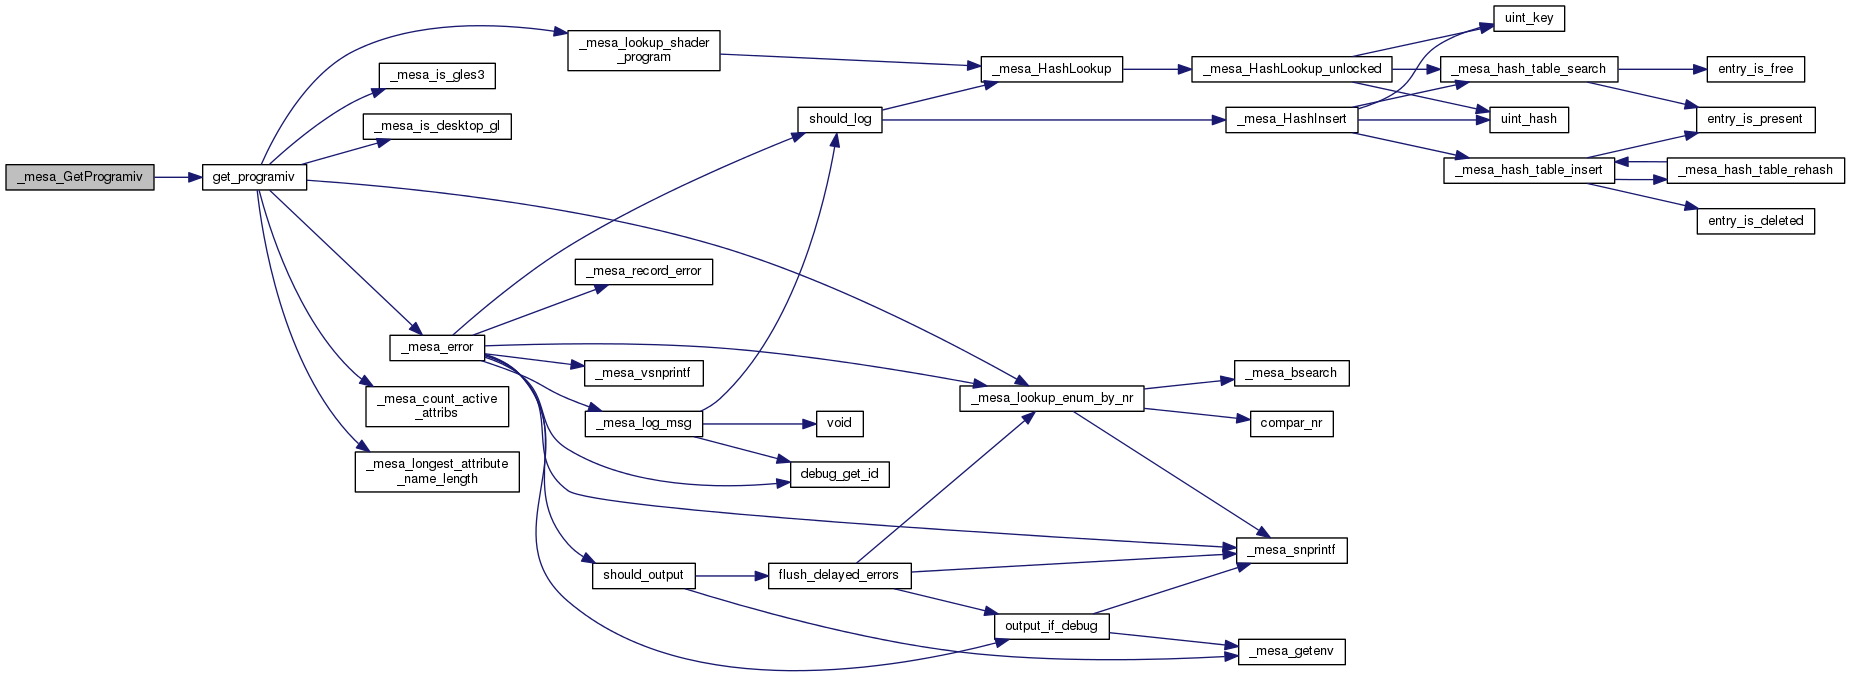 _mesa_GetProgramiv
get_programiv
_mesa_lookup_shader
_program
_mesa_is_gles3
_mesa_is_desktop_gl
_mesa_error
_mesa_count_active
_attribs
_mesa_longest_attribute
_name_length
_mesa_record_error
_mesa_vsnprintf
_mesa_log_msg
should_output
should_log
void
debug_get_id
flush_delayed_errors
_mesa_HashLookup
_mesa_lookup_enum_by_nr
output_if_debug
_mesa_HashLookup_unlocked
_mesa_HashInsert
_mesa_bsearch
compar_nr
_mesa_snprintf
_mesa_getenv
uint_key
_mesa_hash_table_search
uint_hash
_mesa_hash_table_insert
entry_is_free
entry_is_present
_mesa_hash_table_rehash
entry_is_deleted